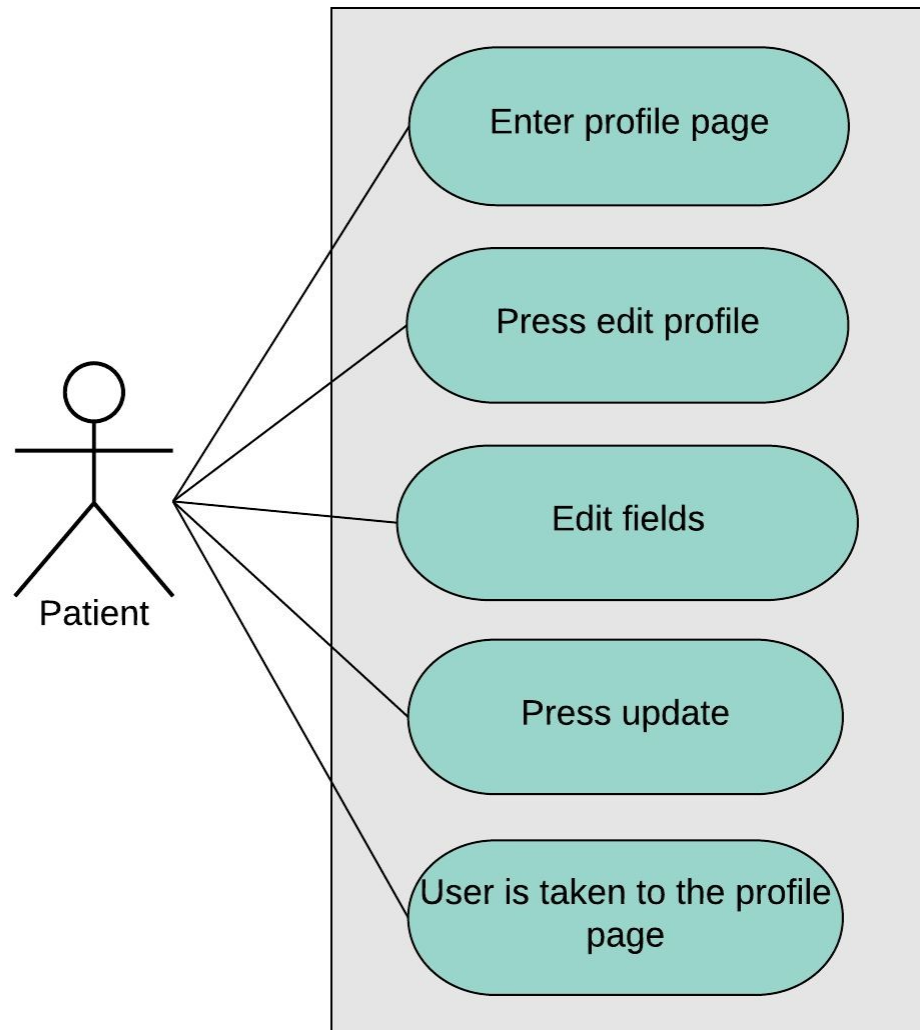 Enter profile page
Press edit profile
Edit fields
Patient
Press update
User is taken to the profile
page